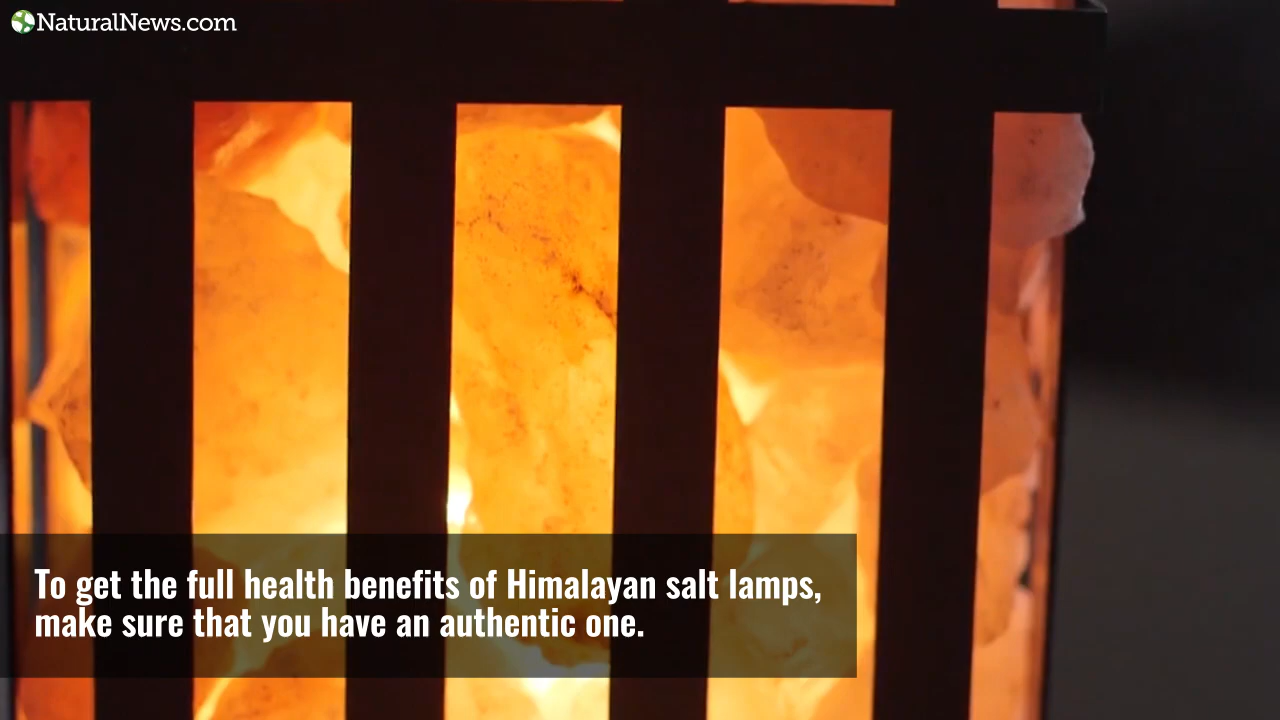 NaturalNews.com
To get the full health benefits of Himalayan salt lamps,
make sure that you have an authentic one.